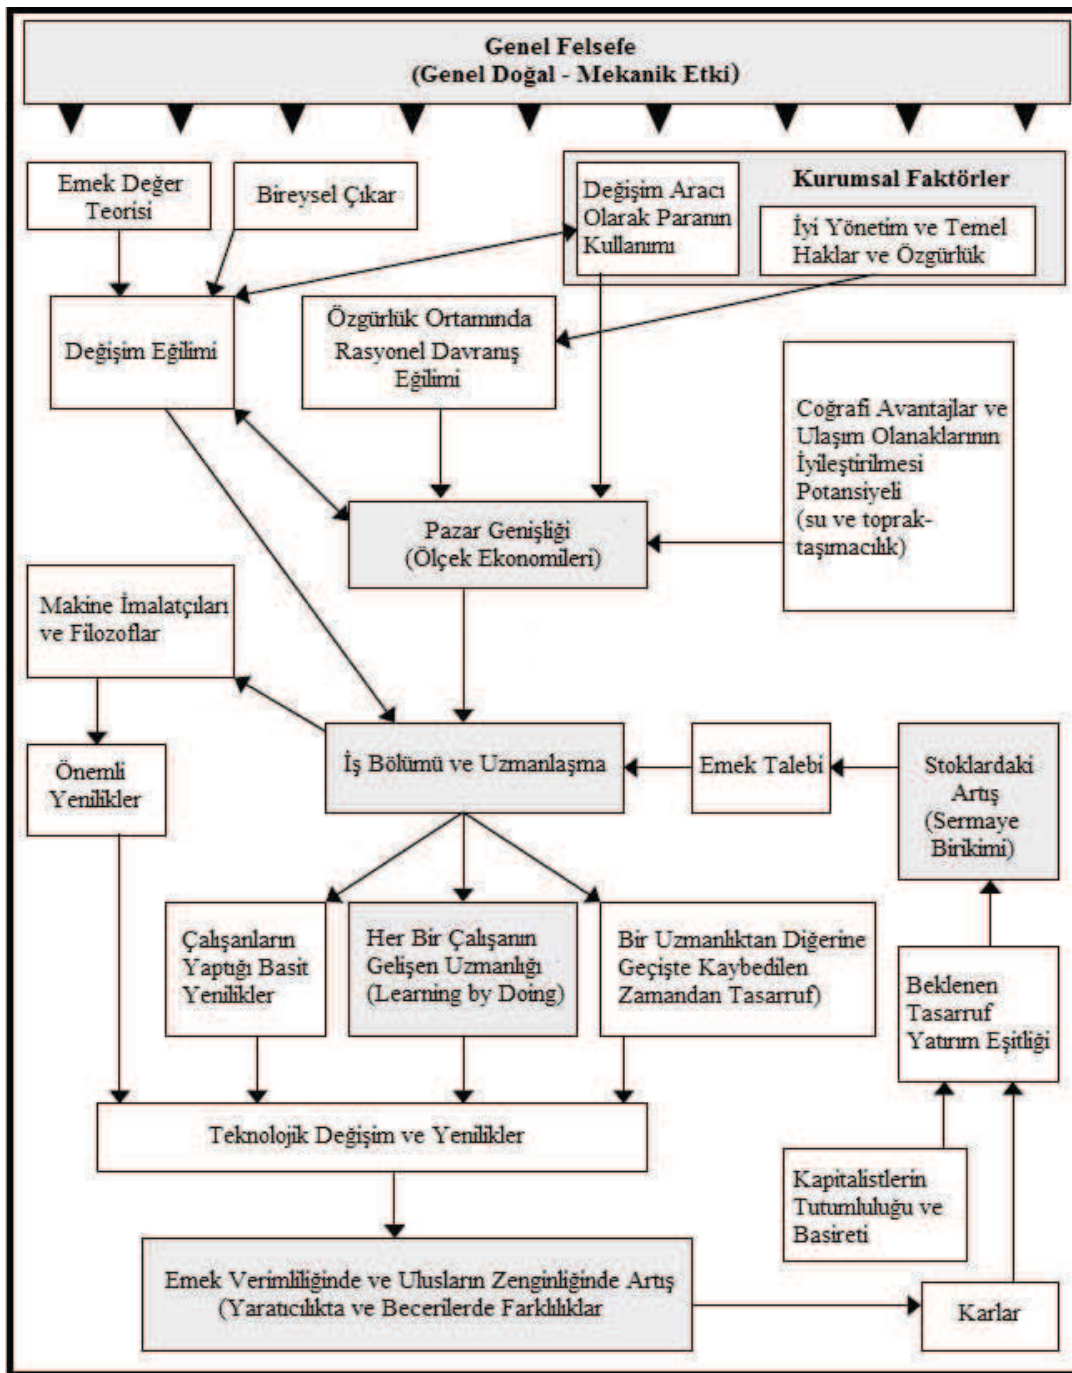 Genel Felsefe
(Genel Doğal - Mekanik Etki)
Emek Değer
Teorisi
Bireysel Çıkar
Değişim Aracı
Olarak Paranın
Kullanımı
Kurumsal Faktörler
İyi Yönetim ve Temel
Haklar ve Özgürlük
Değişim Eğilimi
Özgürlük Ortamında
Rasyonel Davranış
Eğilimi
Coğrafi Avantajlar ve
Ulaşım Olanaklarının
İyileştirilmesi
Potansiyeli
(su ve toprak-
taşımacılık)
Pazar Genişliği
(Ölçek Ekonomileri)
Makine İmalatçıları
ve Filozoflar
Önemli
Yenilikler
İş Bölümü ve Uzmanlaşma
Emek Talebi
Stoklardaki
Artış
(Sermaye
Birikimi)
Çalışanların
Yaptığı Basit
Yenilikler
Her Bir Çalışanın
Gelişen Uzmanlığı
(Learning by Doing)
Bir Uzmanlıktan Diğerine
Geçişte Kaybedilen
Zamandan Tasarruf)
Beklenen
Tasarruf
Yatırım Eşitliği
Teknolojik Değişim ve Yenilikler
Kapitalistlerin
Tutumluluğu ve
Basireti
Emek Verimliliğinde ve Ulusların Zenginliğinde Artış
(Yaratıcılıkta ve Becerilerde Farklılıklar
Karlar